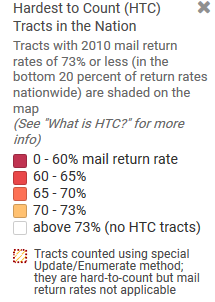 Hardest to Count (HTC)
Tracts in the Nation
Tracts with 2010 mail return
rates of 73% or less (in the
bottom 20 percent of return rates
nationwide) are shaded on the
map
(See "What is HTC?" for more
info)
0 - 60% mail return rate
60 - 65%
65 - 70%
70 - 73%
above 73% (no HTC tracts)
Tracts counted using special
Update/Enumerate method;
they are hard-to-count but mail
return rates not applicable